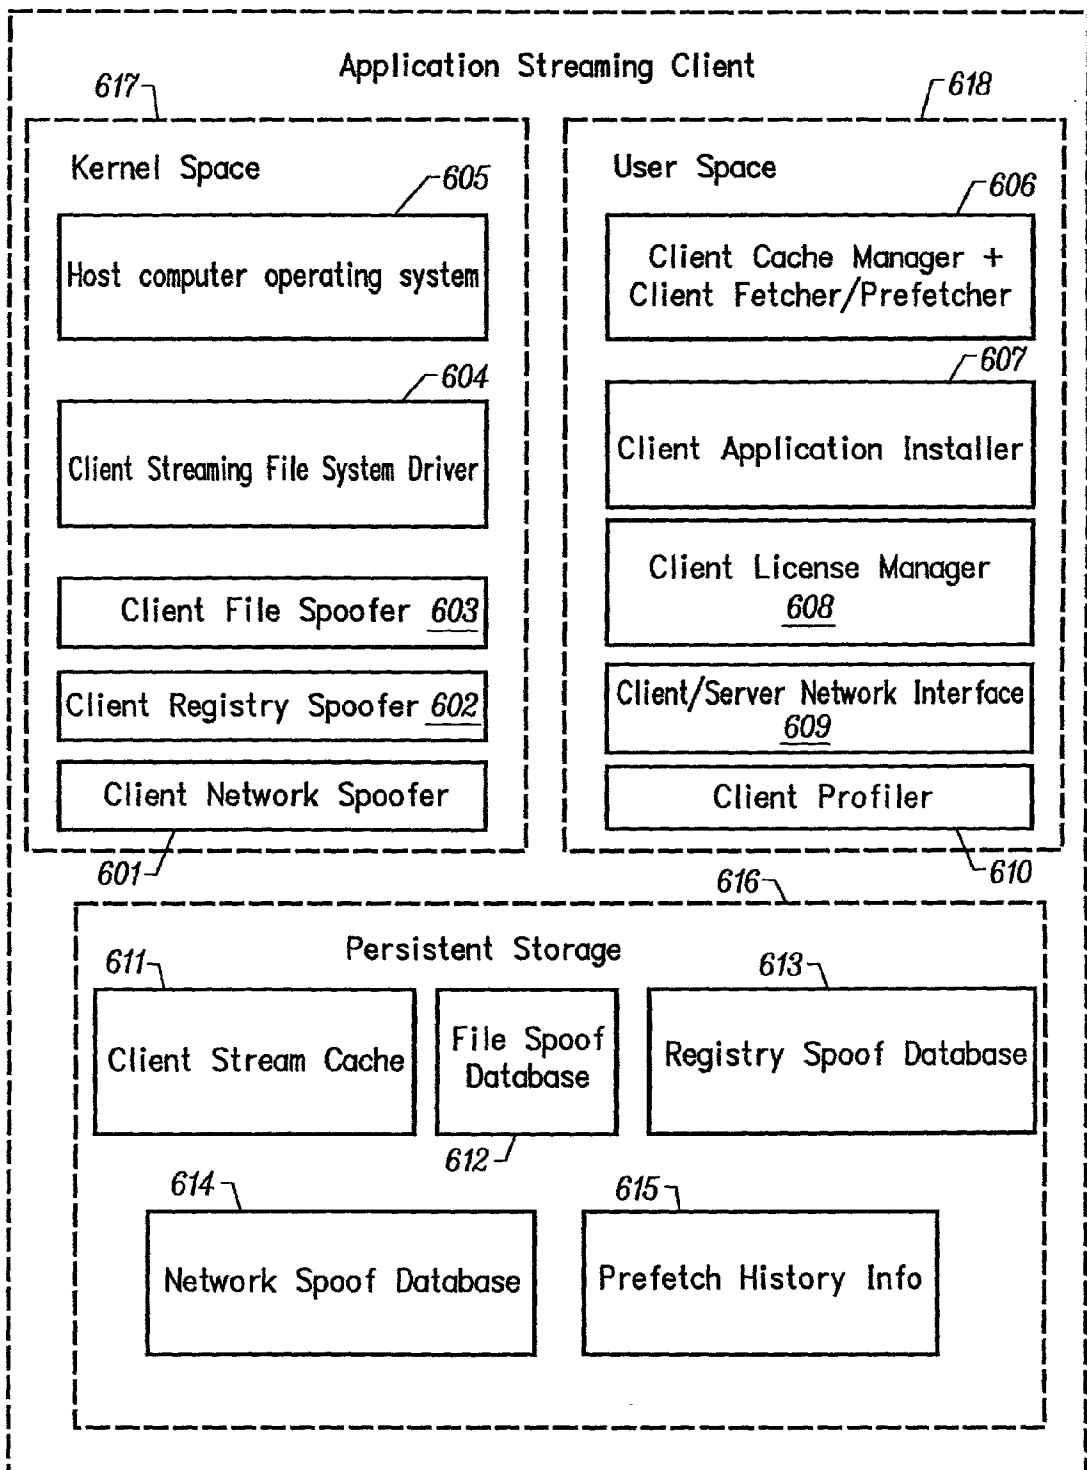 Application Streaming Client
617
618
Kernel Space
605
Host computer operating system
604
Client Streaming File System Driver
Client File Spoofer 603
Client Registry Spoofer 602
Client Network Spoofer
601
User Space
606
Client Cache Manager +
Client Fetcher/Prefetcher
607
Client Application Installer
Client License Manager
608
Client/Server Network Interface
609
Client Profiler
610
616
Persistent Storage
611
Client Stream Cache
File Spoof
Database
612
613
Registry Spoof Database
614
Network Spoof Database
615
Prefetch History Info